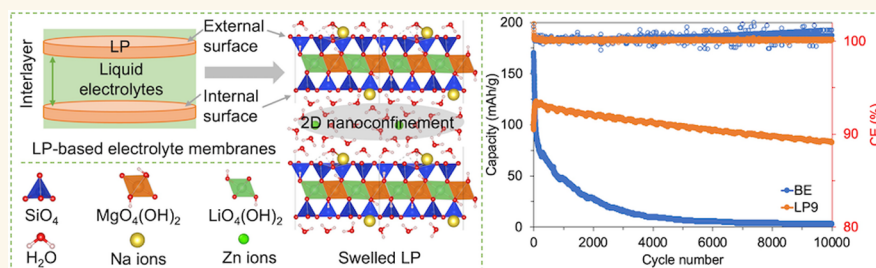 External
surface
LP
Interlayer
Liquid
electrolytes
Internal
surface
LP-based electrolyte membranes
SiO₄
MgO₄(OH)₂
LiO₄(OH)₂
H₂O
Na ions
Zn ions
2D nanoconfinement
Swelled LP
Capacity (mAh/g)
200
150
100
50
0
0
2000
4000
6000
8000
10000
Cycle number
BE
LP9
100
90
80
CE (%)